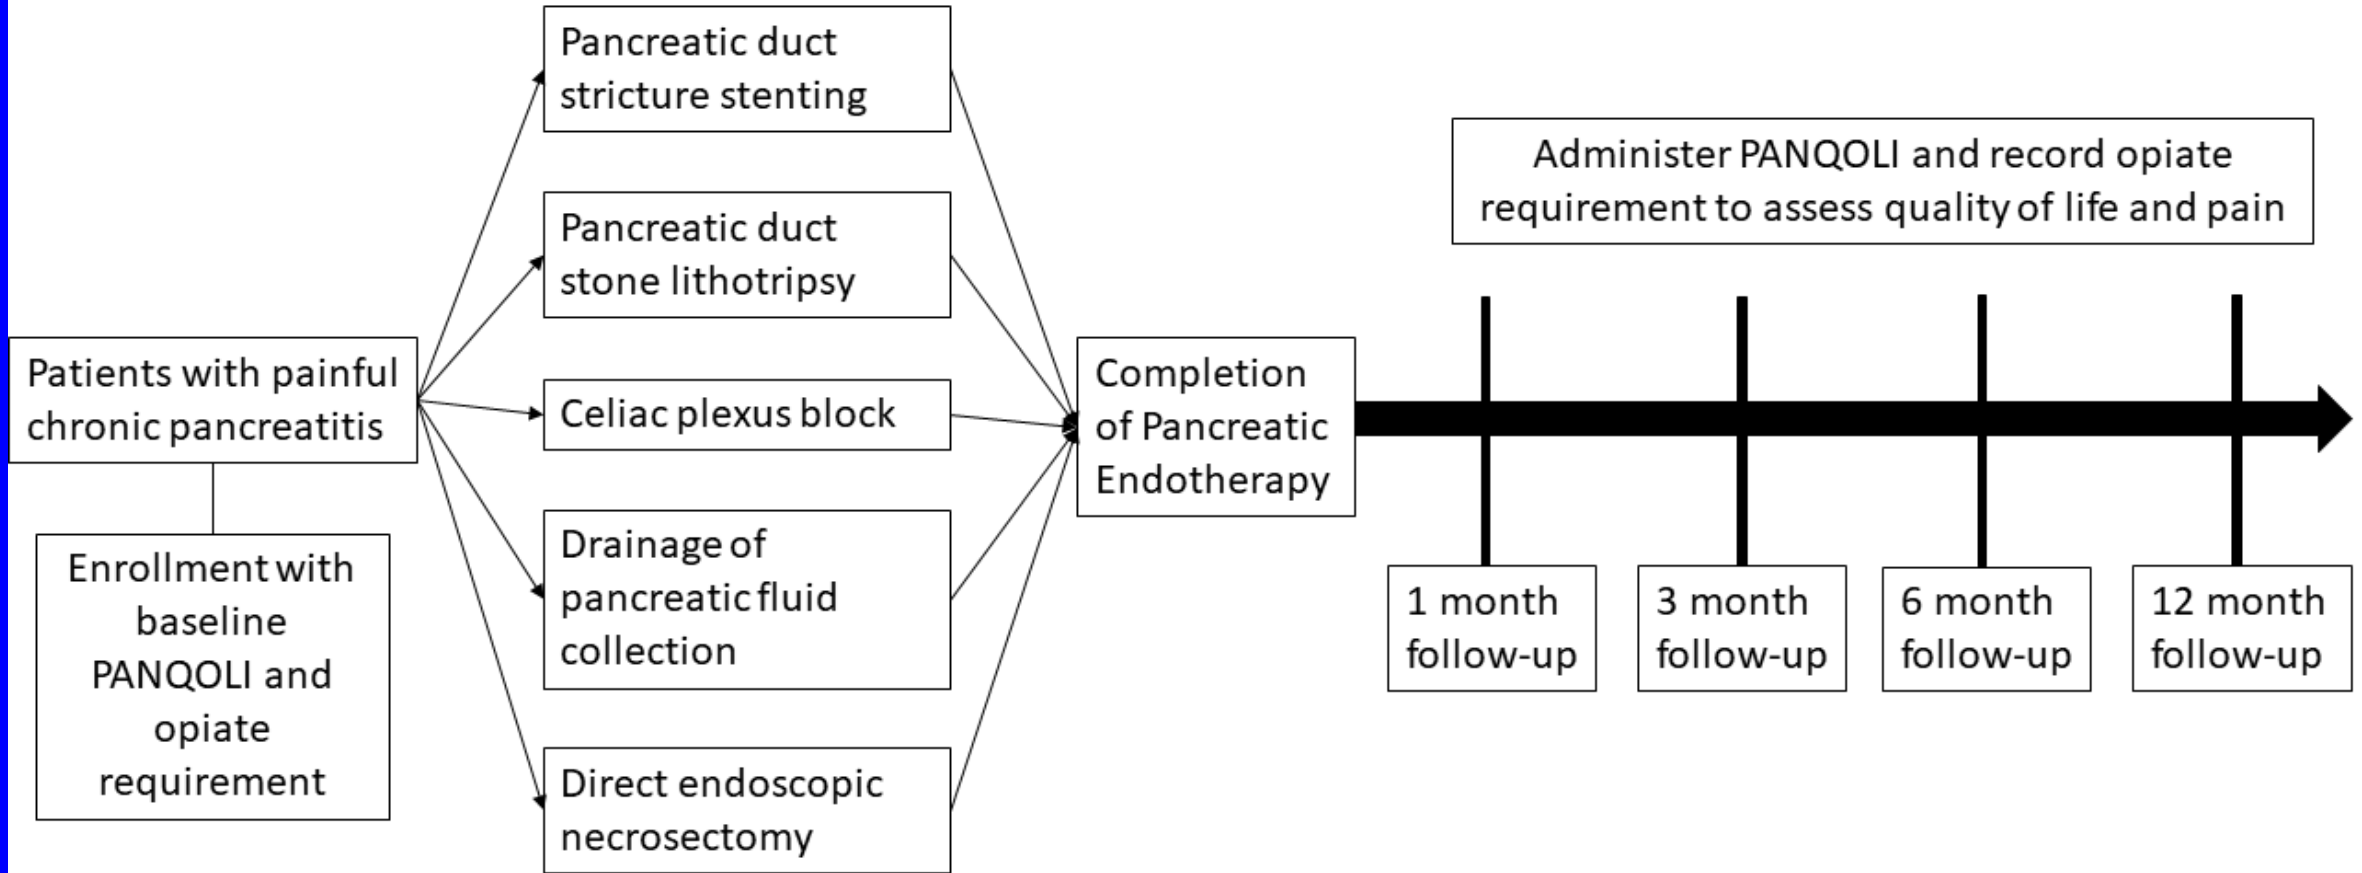 Patients with painful
chronic pancreatitis
Enrollment with
baseline
PANQOLI and
opiate
requirement
Pancreatic duct
stricture stenting
Pancreatic duct
stone lithotripsy
Celiac plexus block
Drainage of
pancreatic fluid
collection
Direct endoscopic
necrosectomy
Completion
of Pancreatic
Endotherapy
Administer PANQOLI and record opiate
requirement to assess quality of life and pain
1 month
follow-up
3 month
follow-up
6 month
follow-up
12 month
follow-up